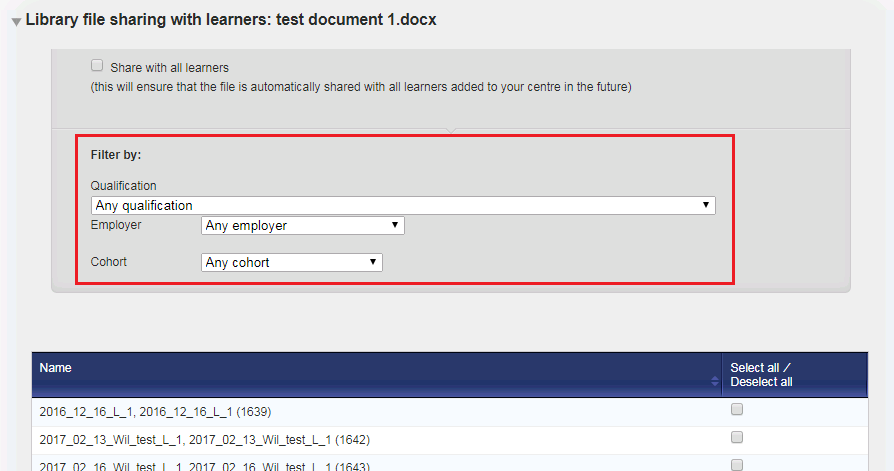 Library file sharing with learners: test document 1.docx
Share with all learners
(this will ensure that the file is automatically shared with all learners added to your centre in the future)
Filter by:
Qualification
Any qualification
Employer Any employer
Cohort Any cohort
Name Select all /
Deselect all
2016_12_16_L_1, 2016_12_16_L_1 (1639)
2017_02_13_Wil_test_L_1, 2017_02_13_Wil_test_L_1 (1642)
2017_02_16_Wil_test_L_1, 2017_02_16_Wil_test_L_1 (1643)